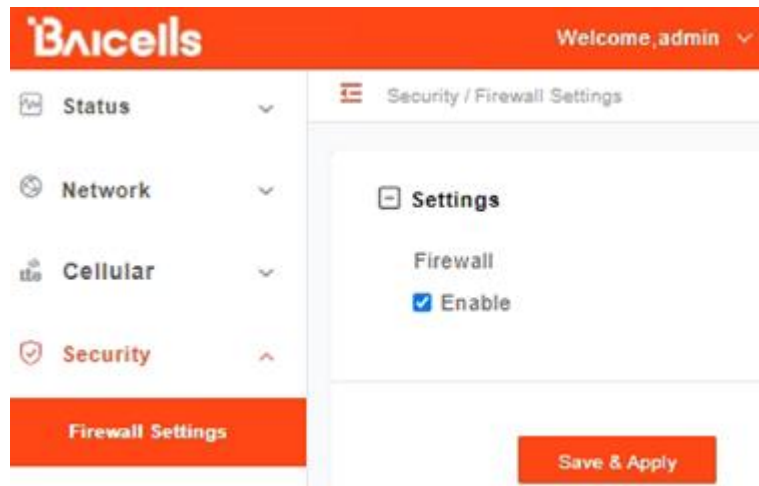 Baicells
Welcome,admin
Status
Security / Firewall Settings
Network
Settings
Cellular
Firewall
Enable
Security
Firewall Settings
Save & Apply